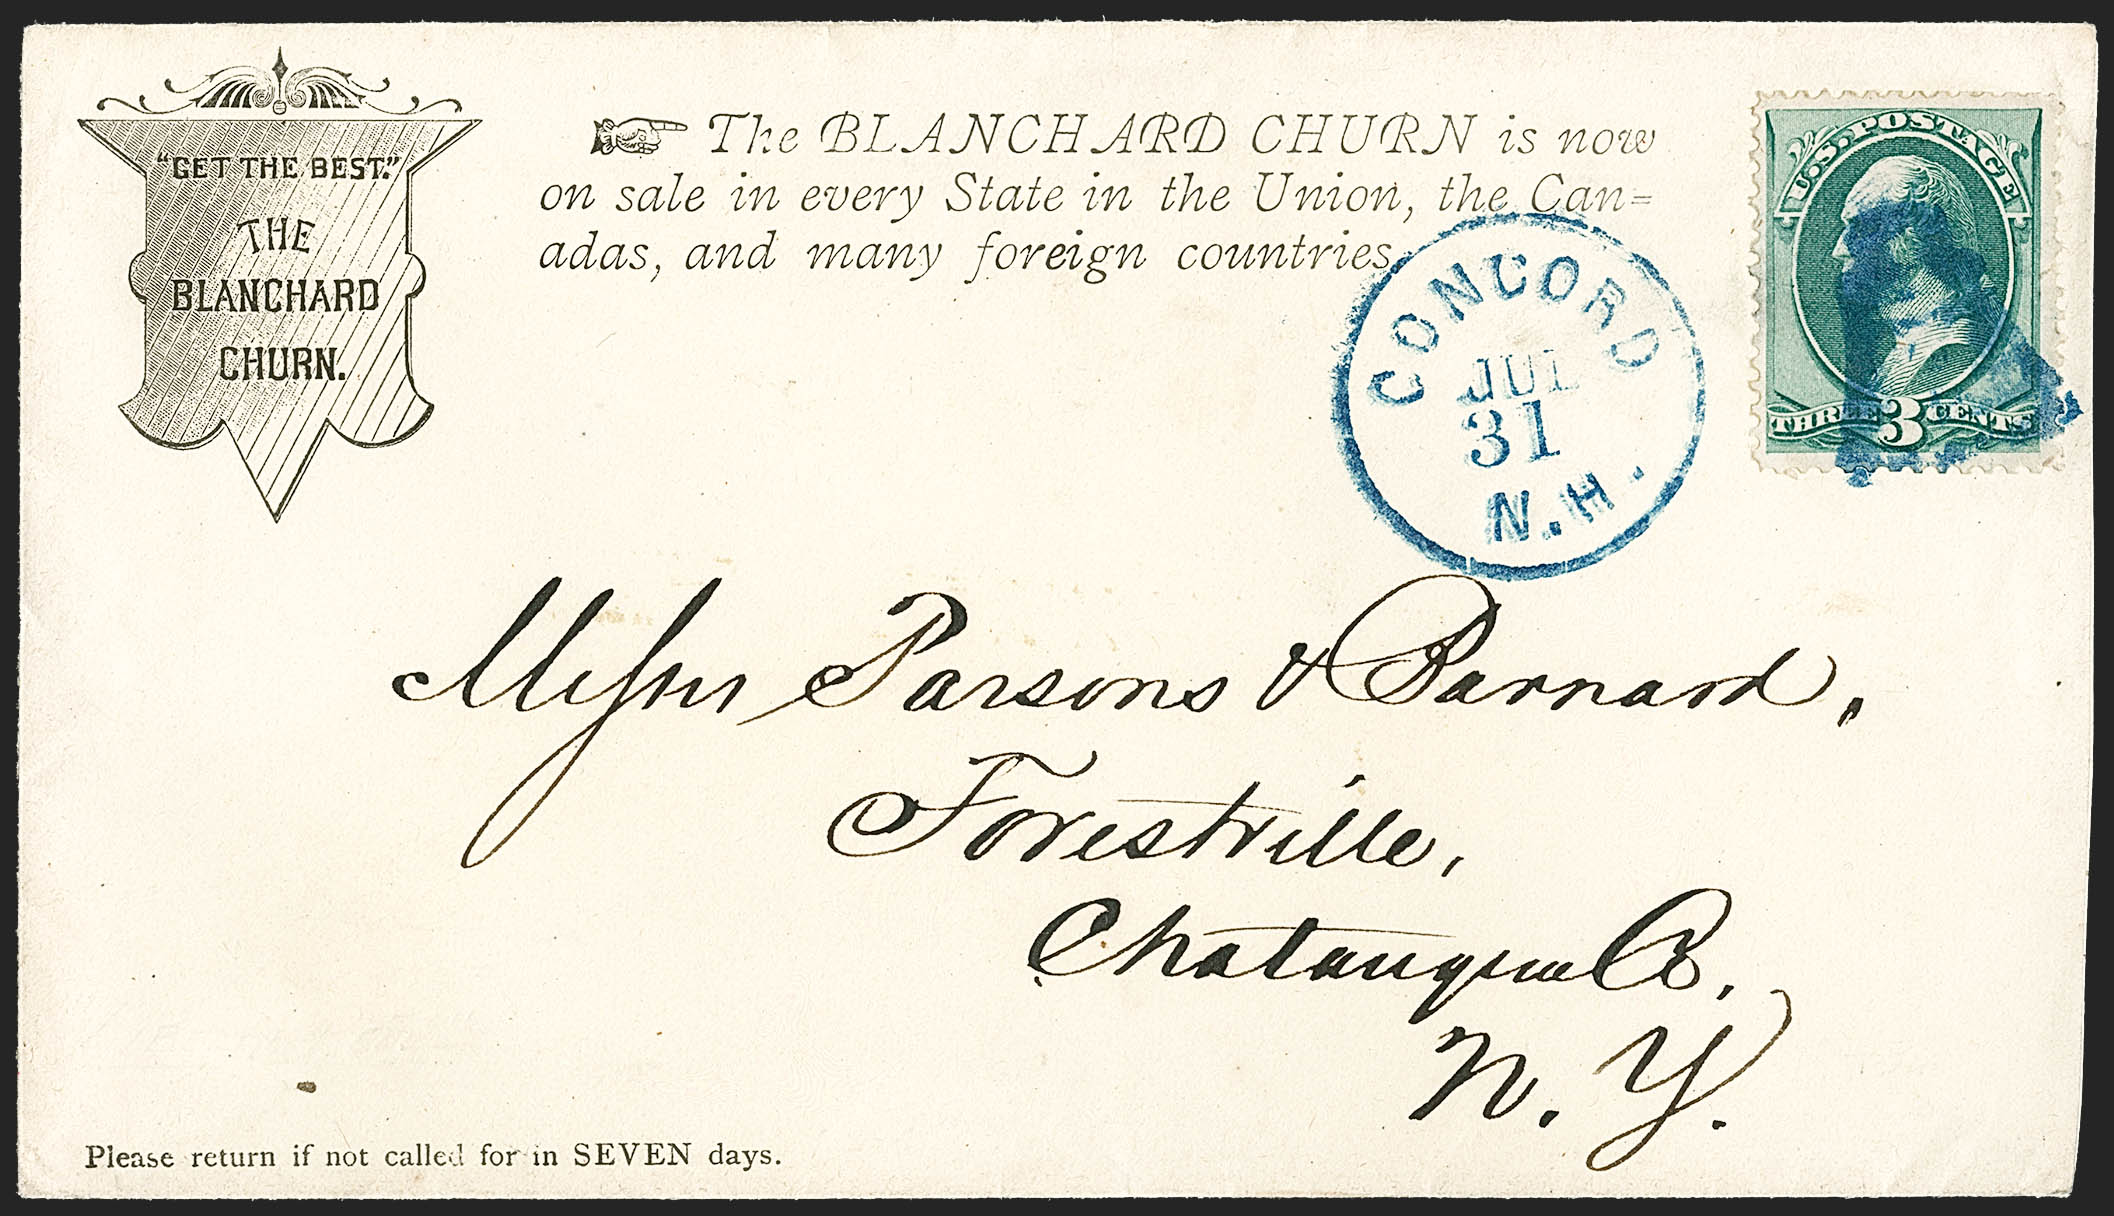 "GET THE BEST."
THE
BLANCHARD
CHURN.
The BLANCHARD CHURN is now
on sale in every State in the Union, the Can=
adas, and many foreign countries.
CONCORD
JUL
31
N.H.
U.S. POSTAGE
THREE 3 CENTS
Messrs Parsons & Barnard,
Forestville,
Chatauqua Co,
N. Y.
Please return if not called for in SEVEN days.